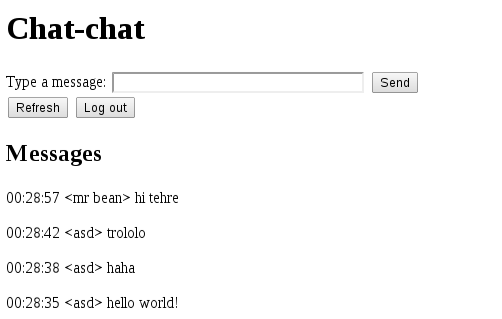 Chat-chat
Type a message: Send
Refresh Log out
Messages
00:28:57 <mr bean> hi tehre
00:28:42 <asd> trololo
00:28:38 <asd> haha
00:28:35 <asd> hello world!